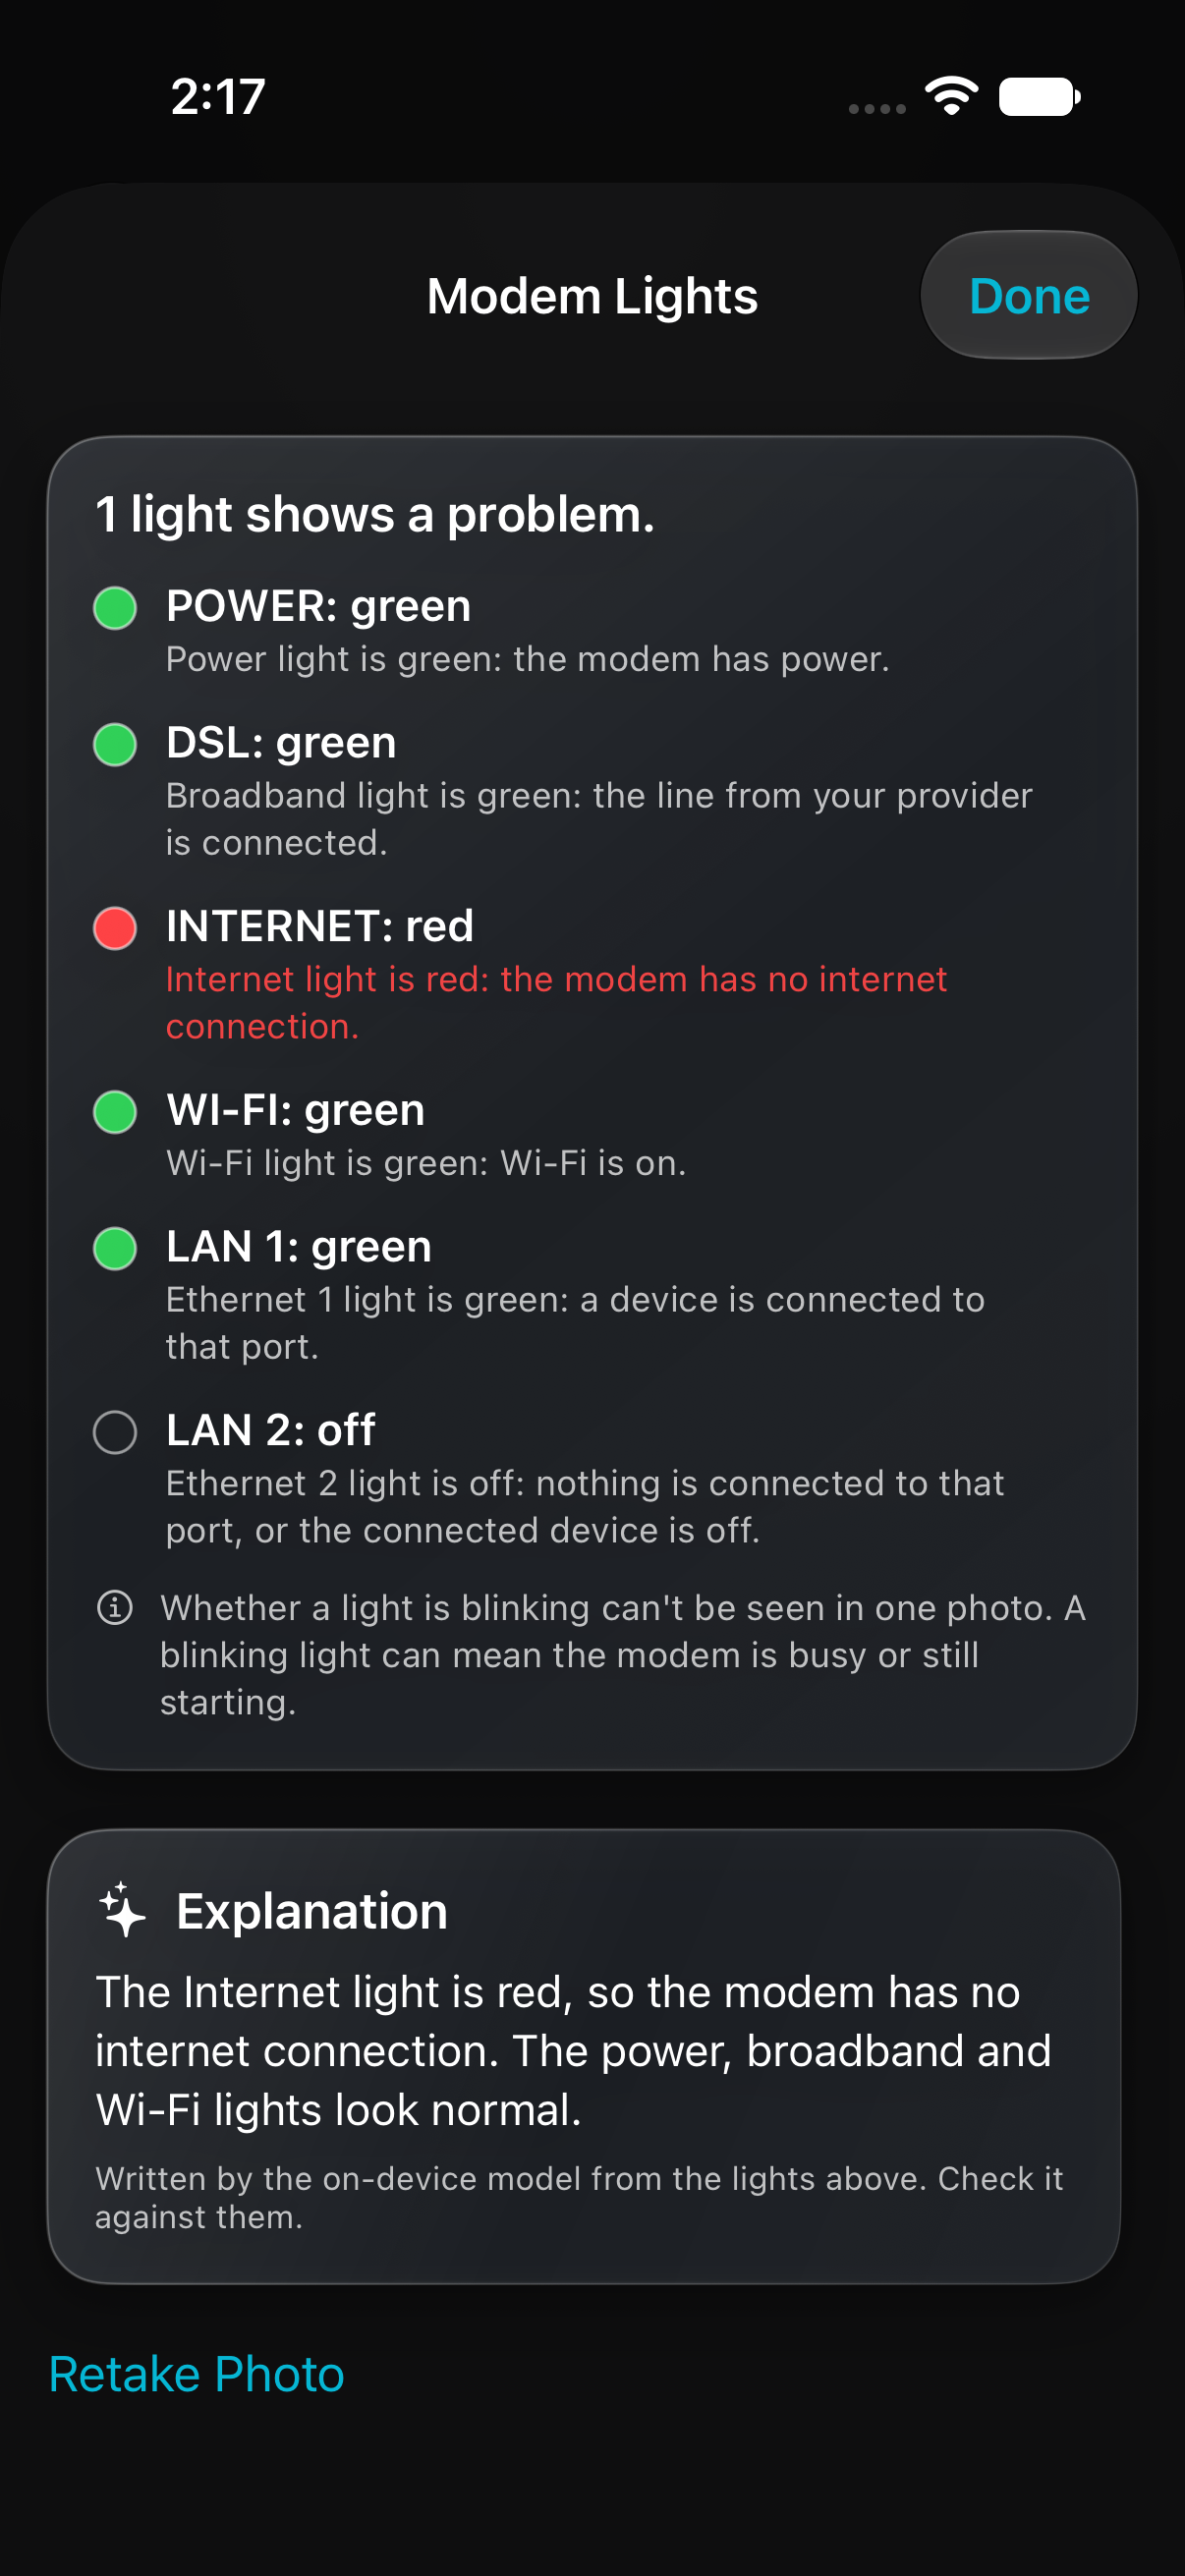 2:17
Modem Lights
Done
1 light shows a problem.
POWER: green
Power light is green: the modem has power.
DSL: green
Broadband light is green: the line from your provider
is connected.
INTERNET: red
Internet light is red: the modem has no internet
connection.
WI-FI: green
Wi-Fi light is green: Wi-Fi is on.
LAN 1: green
Ethernet 1 light is green: a device is connected to
that port.
LAN 2: off
Ethernet 2 light is off: nothing is connected to that
port, or the connected device is off.
Whether a light is blinking can't be seen in one photo. A
blinking light can mean the modem is busy or still
starting.
Explanation
The Internet light is red, so the modem has no
internet connection. The power, broadband and
Wi-Fi lights look normal.
Written by the on-device model from the lights above. Check it
against them.
Retake Photo